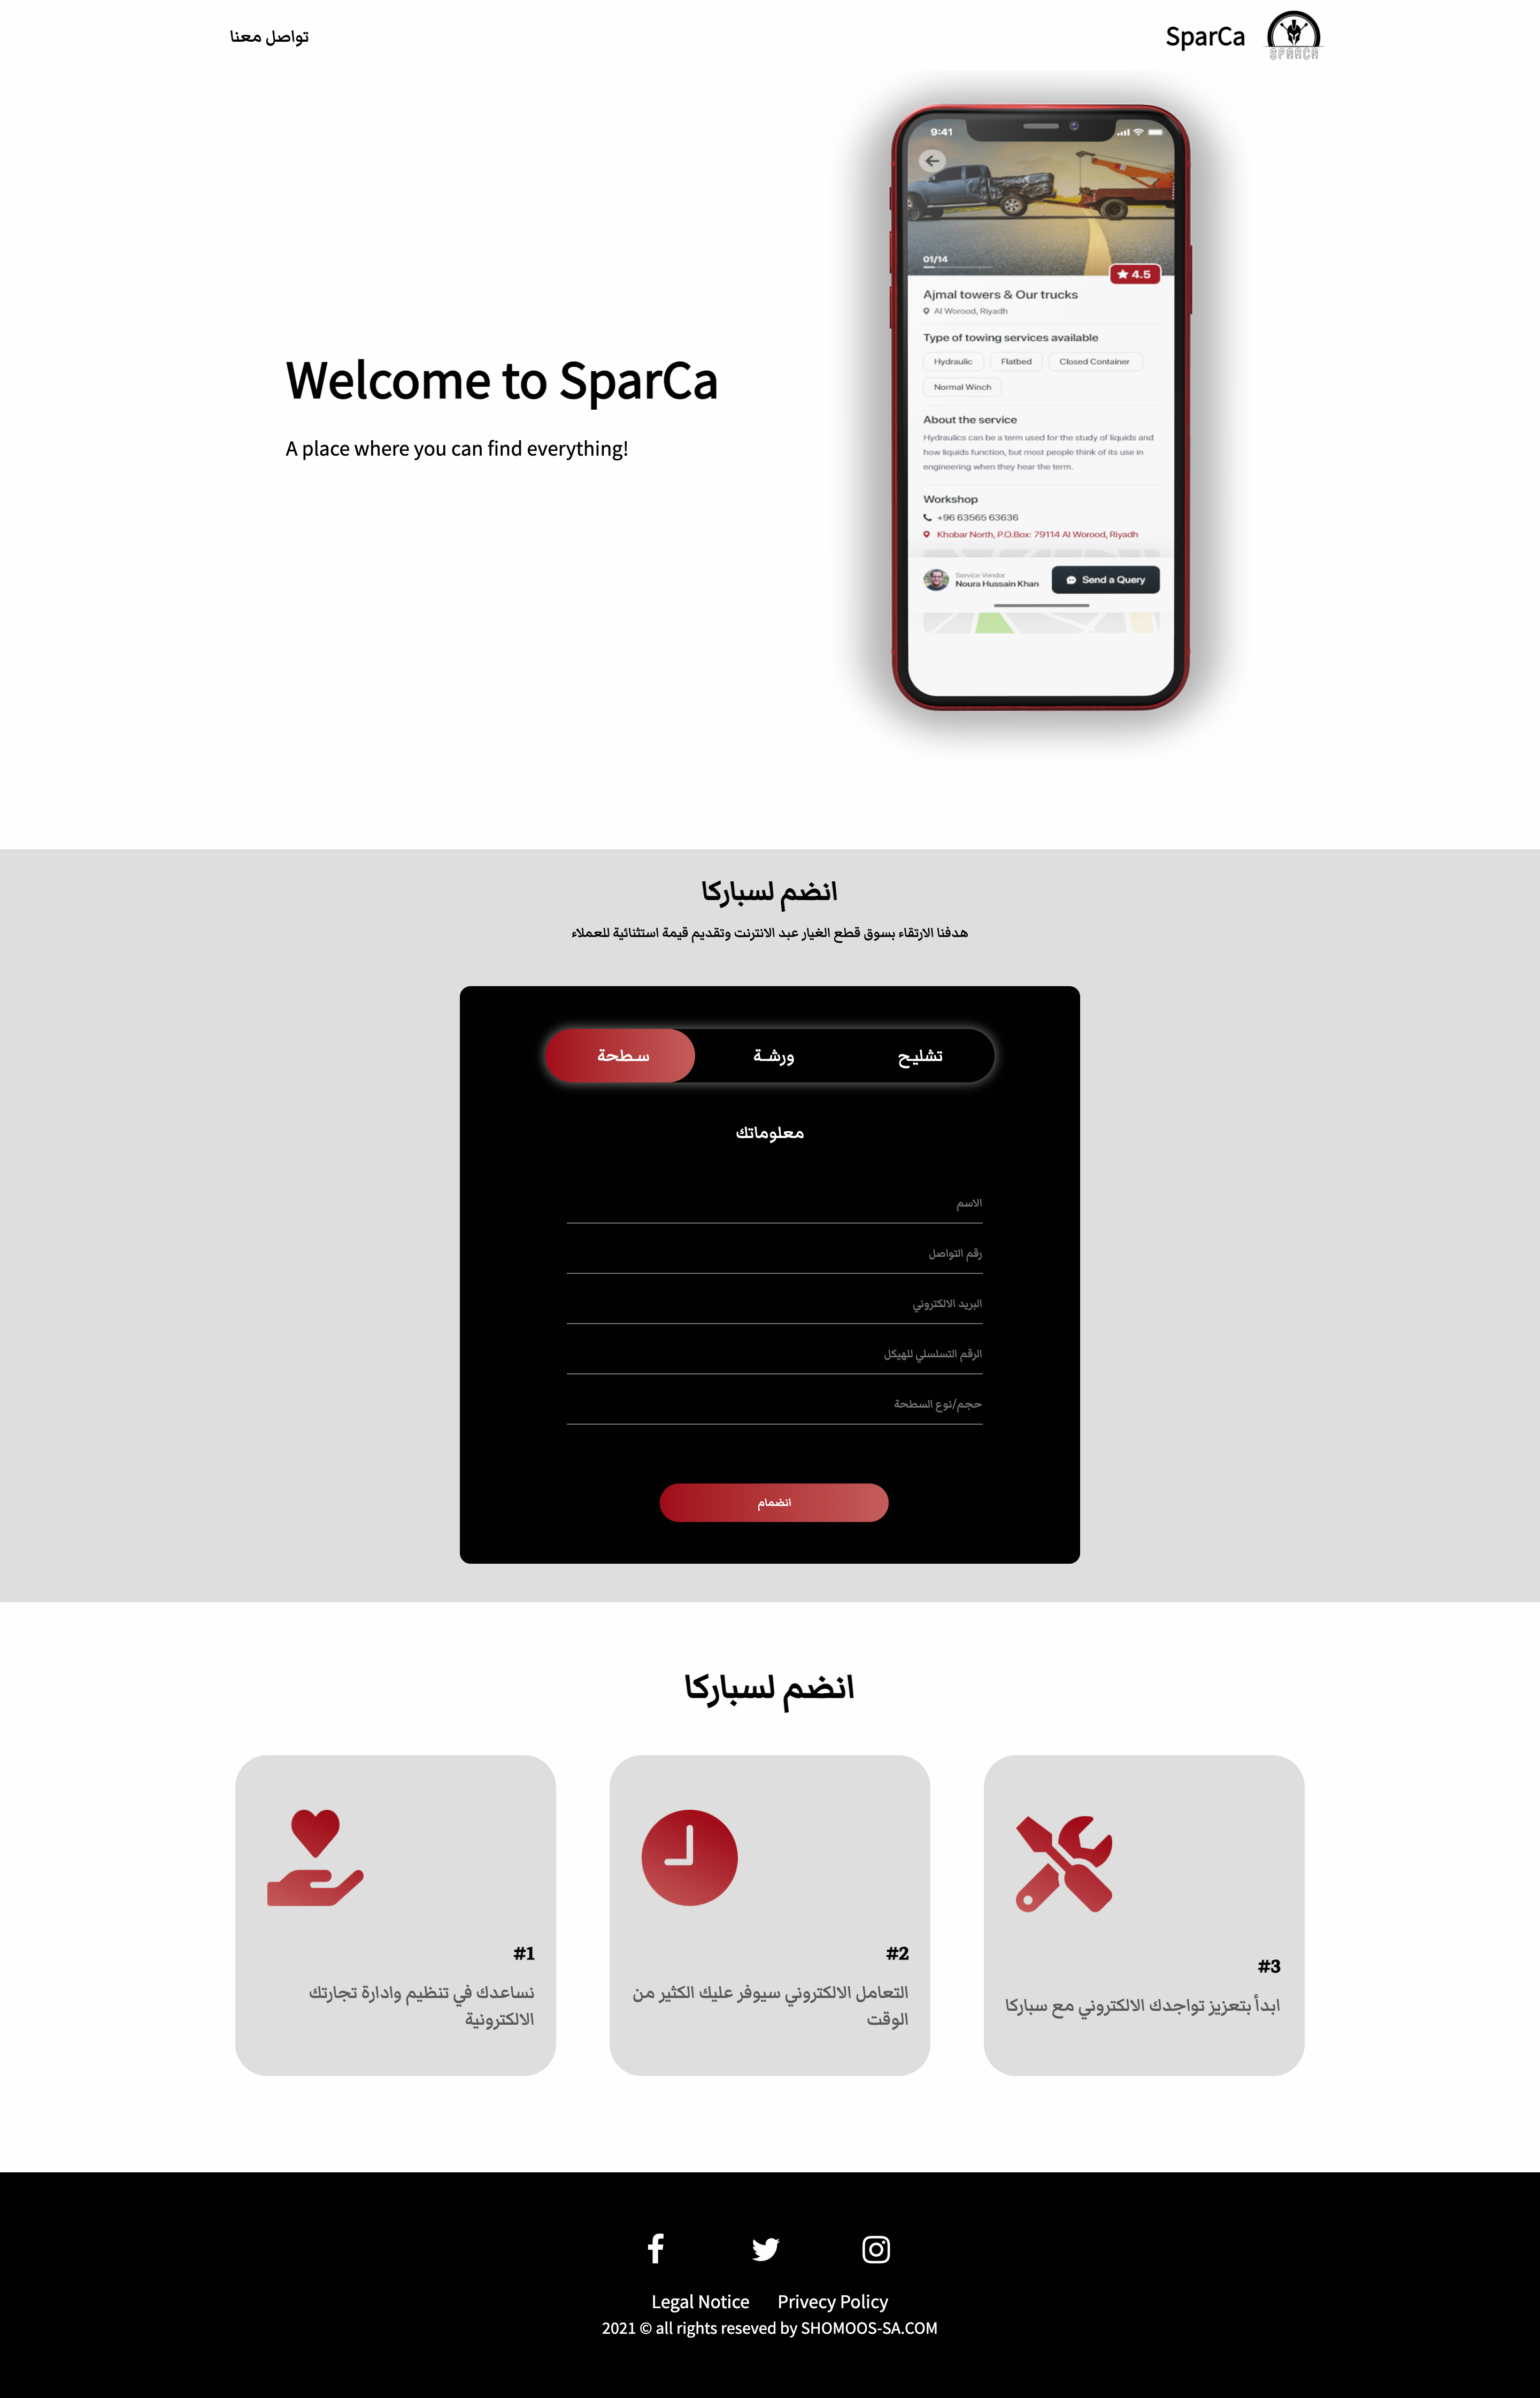 SparCa
SPARCA
تواصل معنا
Welcome to SparCa
A place where you can find everything!
9:41
01/14
4.5
Ajmal towers & Our trucks
Al Worood, Riyadh
Type of towing services available
Hydraulic Flatbed Closed Container
Normal Winch
About the service
Hydraulics can be a term used for the study of liquids and
how liquids function, but most people think of its use in
engineering when they hear the term.
Workshop
+96 63565 63636
Khobar North, P.O.Box: 79114 Al Worood, Riyadh
Service Vendor
Noura Hussain Khan
Send a Query
انضم لسباركا
هدفنا الارتقاء بسوق قطع الغيار عبد الانترنت وتقديم قيمة استثنائية للعملاء
تشليـح ورشــة سـطحة
معلوماتك
الاسم
رقم التواصل
البريد الالكتروني
الرقم التسلسلي للهيكل
حجم/نوع السطحة
انضمام
انضم لسباركا
#1
نساعدك في تنظيم وادارة تجارتك
الالكترونية
#2
التعامل الالكتروني سيوفر عليك الكثير من
الوقت
#3
ابدأ بتعزيز تواجدك الالكتروني مع سباركا
Legal Notice Privecy Policy
2021 © all rights reseved by SHOMOOS-SA.COM